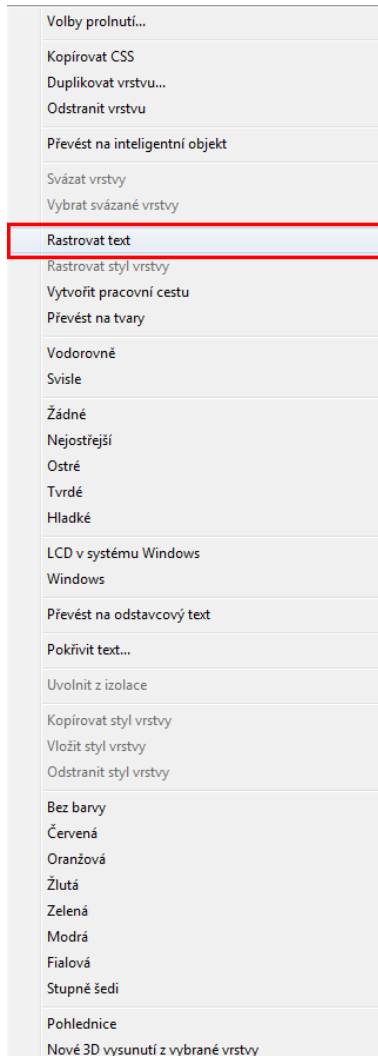 Volby prolnutí...
Kopírovat CSS
Duplikovat vrstvu...
Odstranit vrstvu
Převést na inteligentní objekt
Svázat vrstvy
Vybrat svázané vrstvy
Rastrovat text
Rastrovat styl vrstvy
Vytvořit pracovní cestu
Převést na tvary
Vodorovně
Svisle
Žádné
Nejostřejší
Ostré
Tvrdé
Hladké
LCD v systému Windows
Windows
Převést na odstavcový text
Pokřivit text...
Uvolnit z izolace
Kopírovat styl vrstvy
Vložit styl vrstvy
Odstranit styl vrstvy
Bez barvy
Červená
Oranžová
Žlutá
Zelená
Modrá
Fialová
Stupně šedi
Pohlednice
Nové 3D vysunutí z vybrané vrstvy